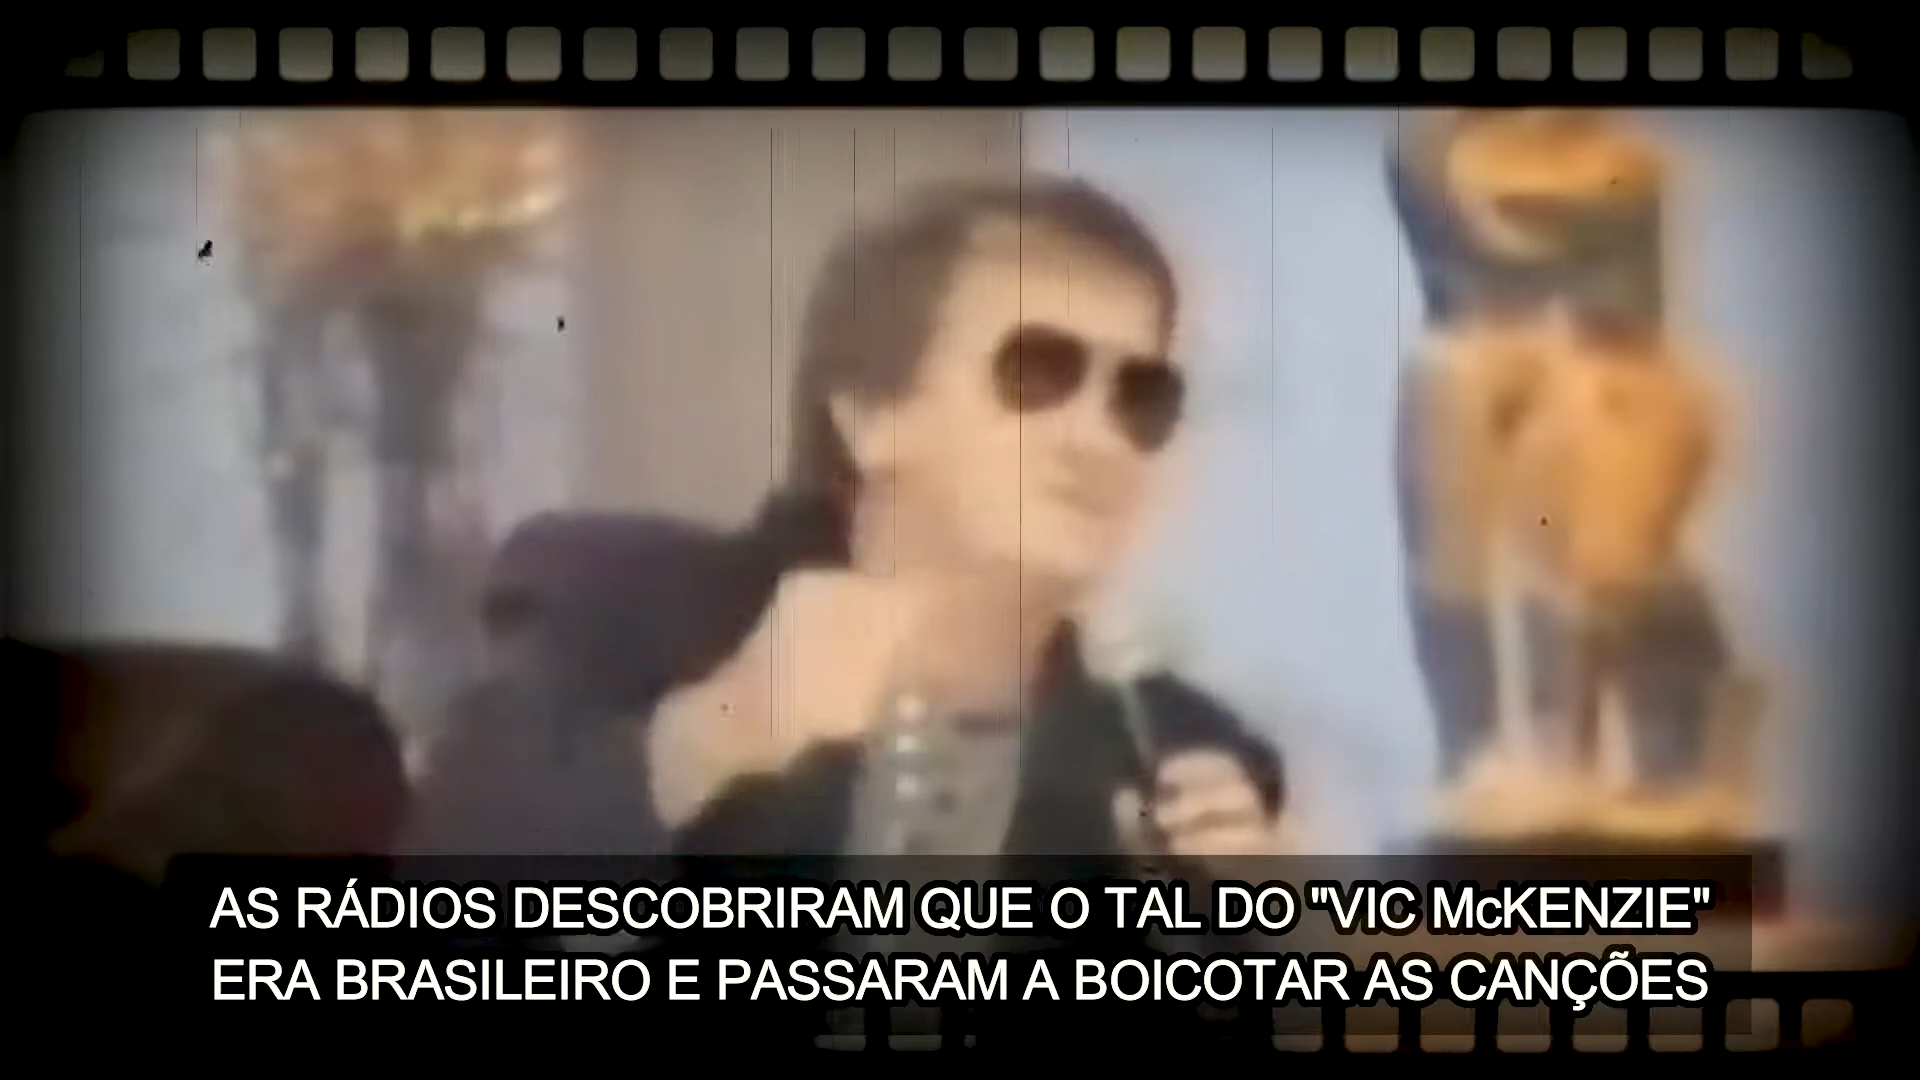 AS RÁDIOS DESCOBRIRAM QUE O TAL DO "VIC McKENZIE"
ERA BRASILEIRO E PASSARAM A BOICOTAR AS CANÇÕES